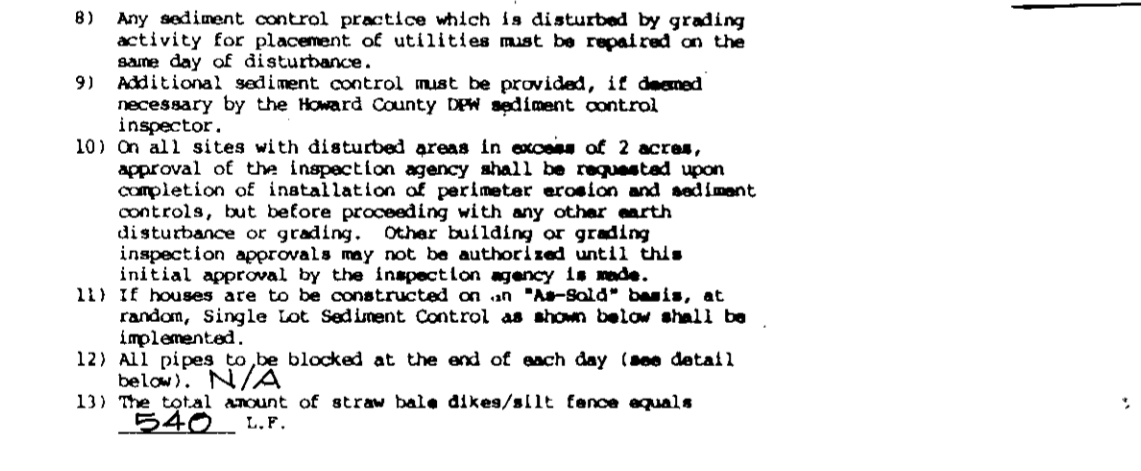 8) Any sediment control practice which is disturbed by grading
activity for placement of utilities must be repaired on the
same day of disturbance.
9) Additional sediment control must be provided, if deemed
necessary by the Howard County DPW sediment control
inspector.
10) On all sites with disturbed areas in excess of 2 acres,
approval of the inspection agency shall be requested upon
completion of installation of perimeter erosion and sediment
controls, but before proceeding with any other earth
disturbance or grading. Other building or grading
inspection approvals may not be authorized until this
initial approval by the inspection agency is made.
11) If houses are to be constructed on an "As-Sold" basis, at
random, Single Lot Sediment Control as shown below shall be
implemented.
12) All pipes to be blocked at the end of each day (see detail
below). N/A
13) The total amount of straw bale dikes/silt fence equals
540 L.F.